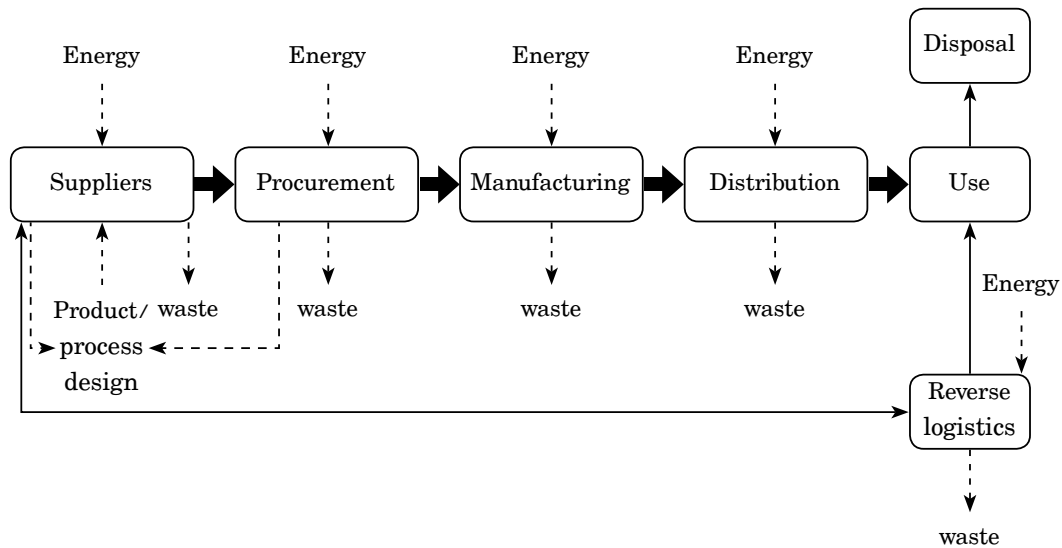 Energy
Energy
Energy
Energy
Disposal
Suppliers
Procurement
Manufacturing
Distribution
Use
Product/
process
design
waste
waste
waste
waste
Energy
Reverse
logistics
waste